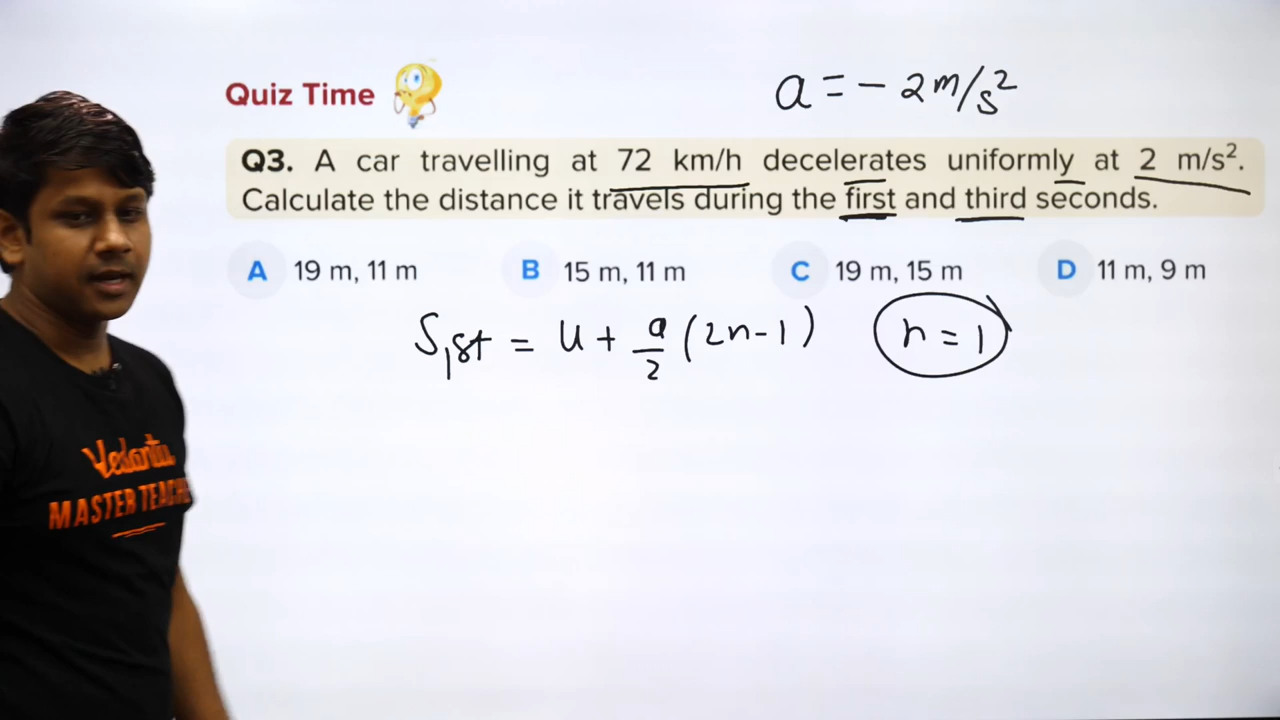 Quiz Time
a = - 2 m/s²
Q3. A car travelling at 72 km/h decelerates uniformly at 2 m/s².
Calculate the distance it travels during the first and third seconds.
A 19 m, 11 m B 15 m, 11 m C 19 m, 15 m D 11 m, 9 m
S1st = u + a/2 (2n-1) n = 1
Vedantu
MASTER TEACHE